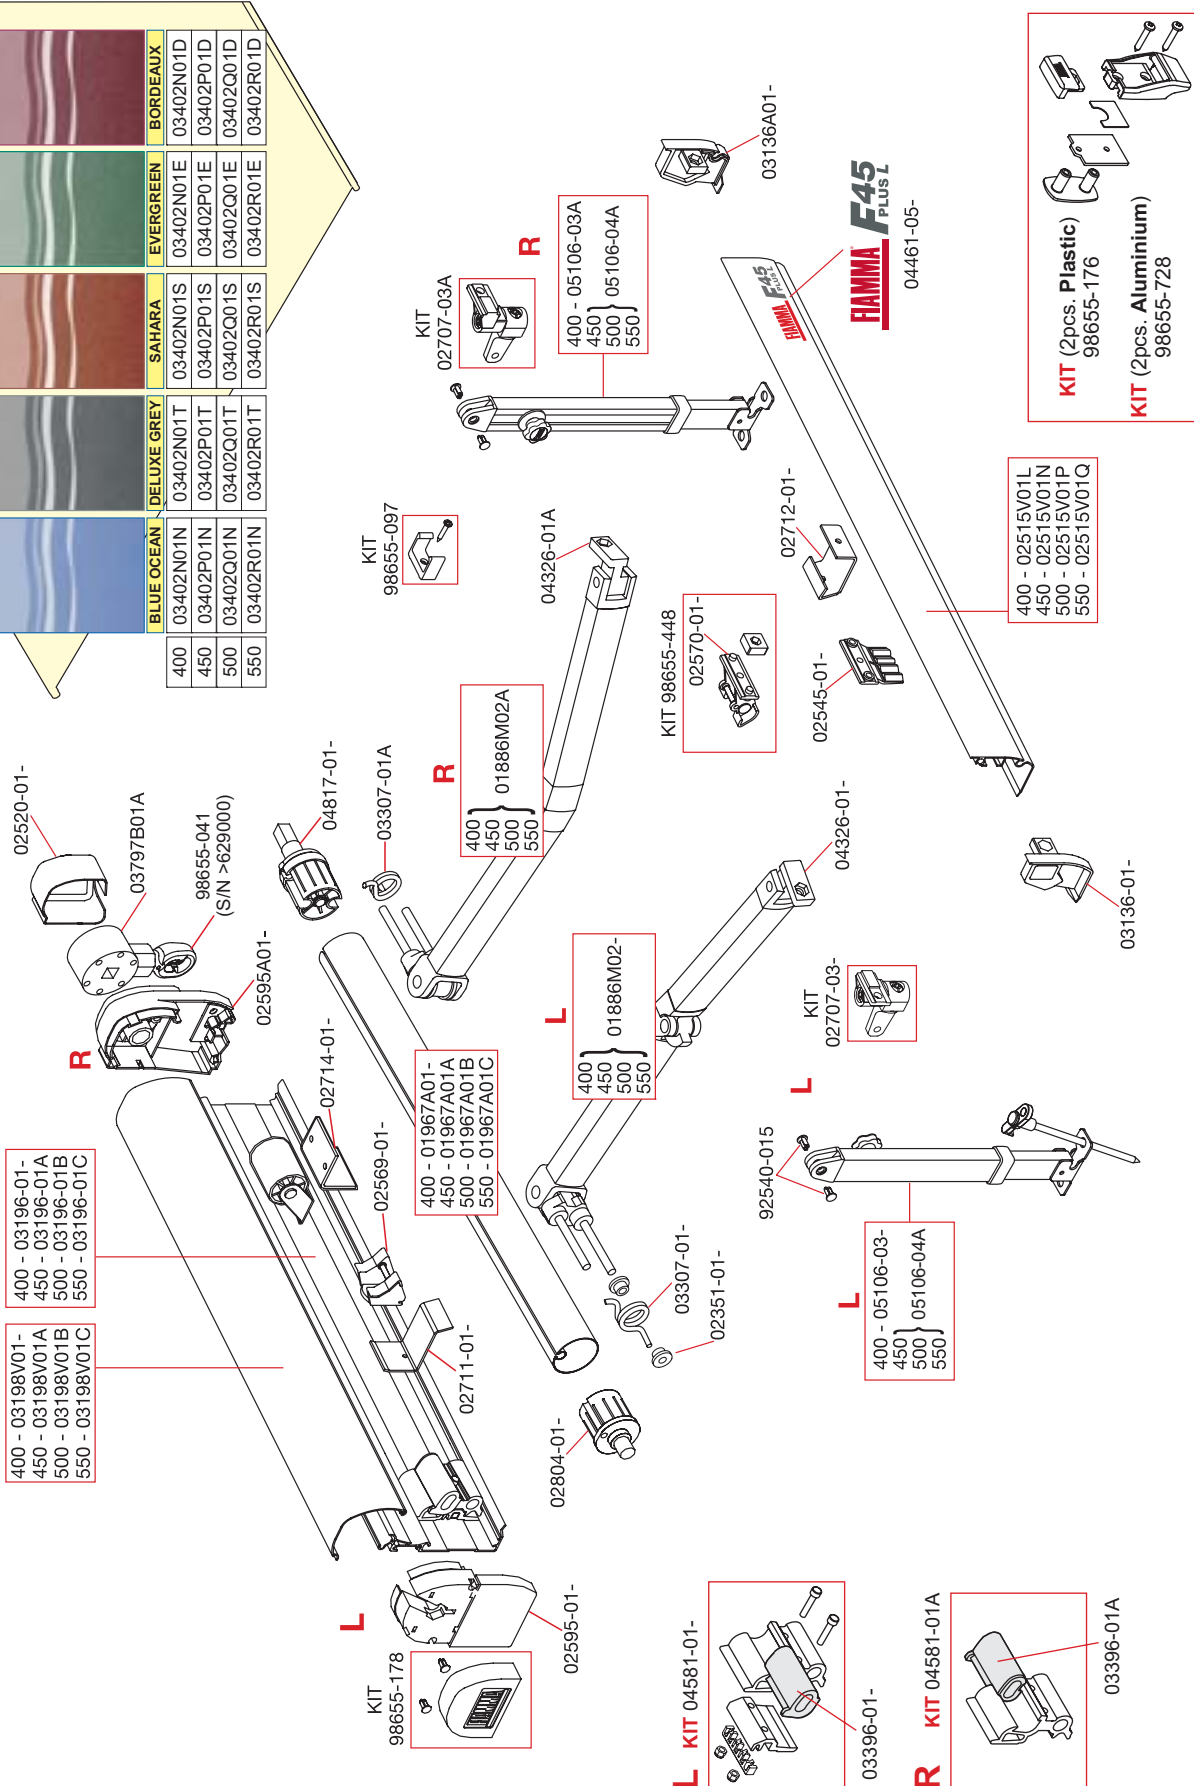 BLUE OCEAN DELUXE GREY SAHARA EVERGREEN BORDEAUX
400 03402N01N 03402N01T 03402N01S 03402N01E 03402N01D
450 03402P01N 03402P01T 03402P01S 03402P01E 03402P01D
500 03402Q01N 03402Q01T 03402Q01S 03402Q01E 03402Q01D
550 03402R01N 03402R01T 03402R01S 03402R01E 03402R01D
400 - 03198V01-
450 - 03198V01A
500 - 03198V01B
550 - 03198V01C
400 - 03196-01-
450 - 03196-01A
500 - 03196-01B
550 - 03196-01C
02520-01-
03797B01A
98655-041
(S/N >629000)
02595A01-
R
04817-01-
03307-01A
02714-01-
02569-01-
02711-01-
400 - 01967A01-
450 - 01967A01A
500 - 01967A01B
550 - 01967A01C
L
KIT
98655-178
FIAMMA
02595-01-
02804-01-
02351-01-
03307-01-
L
400
450
500
550
01886M02-
R
400
450
500
550
01886M02A
KIT
98655-097
04326-01A
04326-01-
KIT
02707-03A
R
400 - 05106-03A
450
500
550
05106-04A
03136A01-
KIT 98655-448
02570-01-
02712-01-
02545-01-
FIAMMA F45
PLUS L
FIAMMA F45
PLUS L
04461-05-
400 - 02515V01L
450 - 02515V01N
500 - 02515V01P
550 - 02515V01Q
KIT (2pcs. Plastic)
98655-176
KIT (2pcs. Aluminium)
98655-728
03136-01-
KIT
02707-03-
L
92540-015
L
400 - 05106-03-
450
500
550
05106-04A
L KIT 04581-01-
03396-01-
R KIT 04581-01A
03396-01A